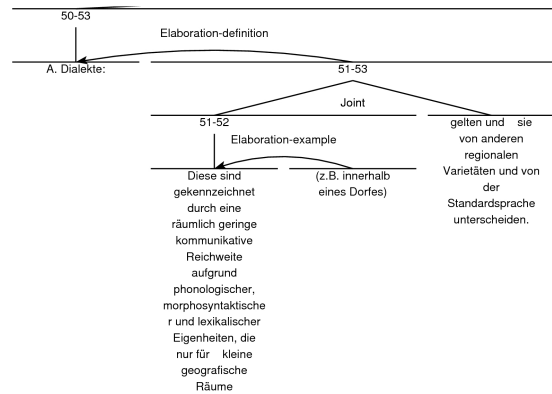 50-53
Elaboration-definition
A. Dialekte:
51-53
Joint
51-52
Elaboration-example
Diese sind
gekennzeichnet
durch eine
räumlich geringe
kommunikative
Reichweite
aufgrund
phonologischer,
morphosyntaktische
r und lexikalischer
Eigenheiten, die
nur für kleine
geografische
Räume
(z.B. innerhalb
eines Dorfes)
gelten und sie
von anderen
regionalen
Varietäten und von
der
Standardsprache
unterscheiden.